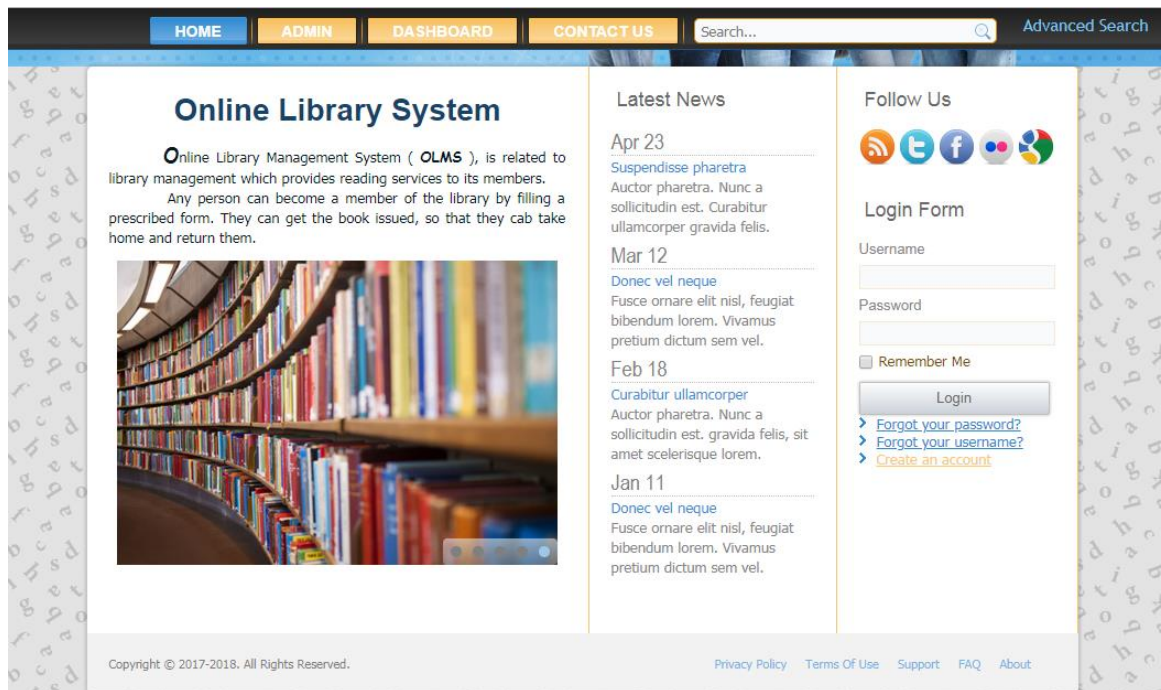 HOME ADMIN DASHBOARD CONTACT US Search... Advanced Search
Online Library System
Online Library Management System ( OLMS ), is related to
library management which provides reading services to its members.
Any person can become a member of the library by filling a
prescribed form. They can get the book issued, so that they cab take
home and return them.
Latest News
Apr 23
Suspendisse pharetra
Auctor pharetra. Nunc a
sollicitudin est. Curabitur
ullamcorper gravida felis.
Mar 12
Donec vel neque
Fusce ornare elit nisl, feugiat
bibendum lorem. Vivamus
pretium dictum sem vel.
Feb 18
Curabitur ullamcorper
Auctor pharetra. Nunc a
sollicitudin est. gravida felis, sit
amet scelerisque lorem.
Jan 11
Donec vel neque
Fusce ornare elit nisl, feugiat
bibendum lorem. Vivamus
pretium dictum sem vel.
Follow Us
Login Form
Username
Password
Remember Me
Login
Forgot your password?
Forgot your username?
Create an account
Copyright © 2017-2018. All Rights Reserved.
Privacy Policy Terms Of Use Support FAQ About